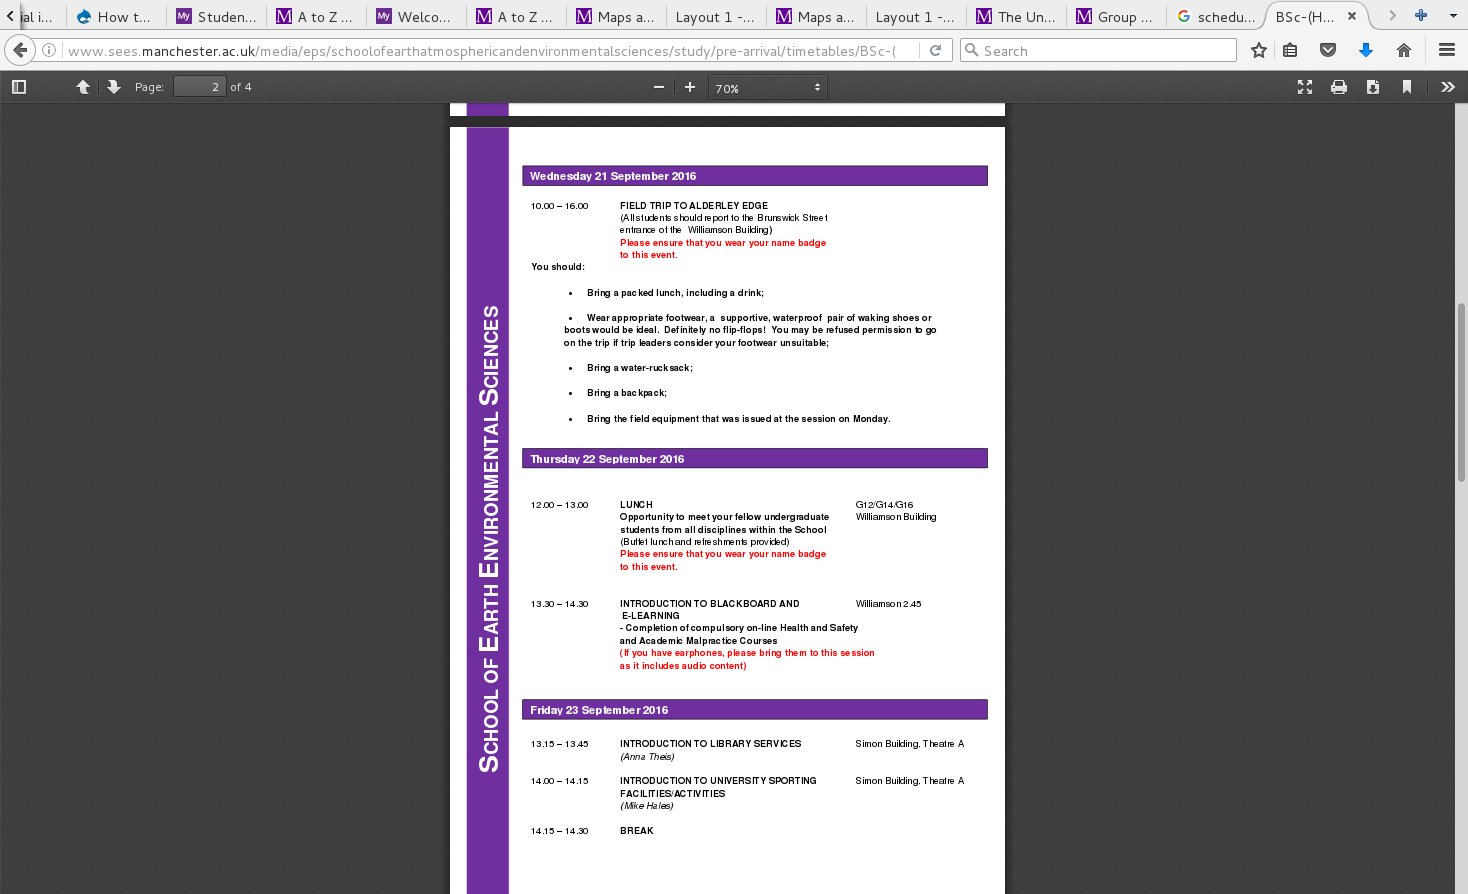 ial i... How t... Studen... A to Z ... Welco... A to Z ... Maps a... Layout 1 -... Maps a... Layout 1 -... The Un... Group ... schedu... BSc-(H...
www.sees.manchester.ac.uk/media/eps/schoolofearthatmosphericandenvironmentalsciences/study/pre-arrival/timetables/BSc-( Search
Page: 2 of 4 70%
SCHOOL OF EARTH ENVIRONMENTAL SCIENCES
Wednesday 21 September 2016
10.00 – 16.00 FIELD TRIP TO ALDERLEY EDGE
(All students should report to the Brunswick Street
entrance of the Williamson Building)
Please ensure that you wear your name badge
to this event.
You should:
• Bring a packed lunch, including a drink;
• Wear appropriate footwear, a supportive, waterproof pair of waking shoes or
boots would be ideal. Definitely no flip-flops! You may be refused permission to go
on the trip if trip leaders consider your footwear unsuitable;
• Bring a water-rucksack;
• Bring a backpack;
• Bring the field equipment that was issued at the session on Monday.
Thursday 22 September 2016
12.00 – 13.00 LUNCH G12/G14/G16
Opportunity to meet your fellow undergraduate Williamson Building
students from all disciplines within the School
(Buffet lunch and refreshments provided)
Please ensure that you wear your name badge
to this event.
13.30 – 14.30 INTRODUCTION TO BLACKBOARD AND Williamson 2.45
E-LEARNING
- Completion of compulsory on-line Health and Safety
and Academic Malpractice Courses
(If you have earphones, please bring them to this session
as it includes audio content)
Friday 23 September 2016
13.15 – 13.45 INTRODUCTION TO LIBRARY SERVICES Simon Building, Theatre A
(Anna Theis)
14.00 – 14.15 INTRODUCTION TO UNIVERSITY SPORTING Simon Building, Theatre A
FACILITIES/ACTIVITIES
(Mike Hales)
14.15 – 14.30 BREAK